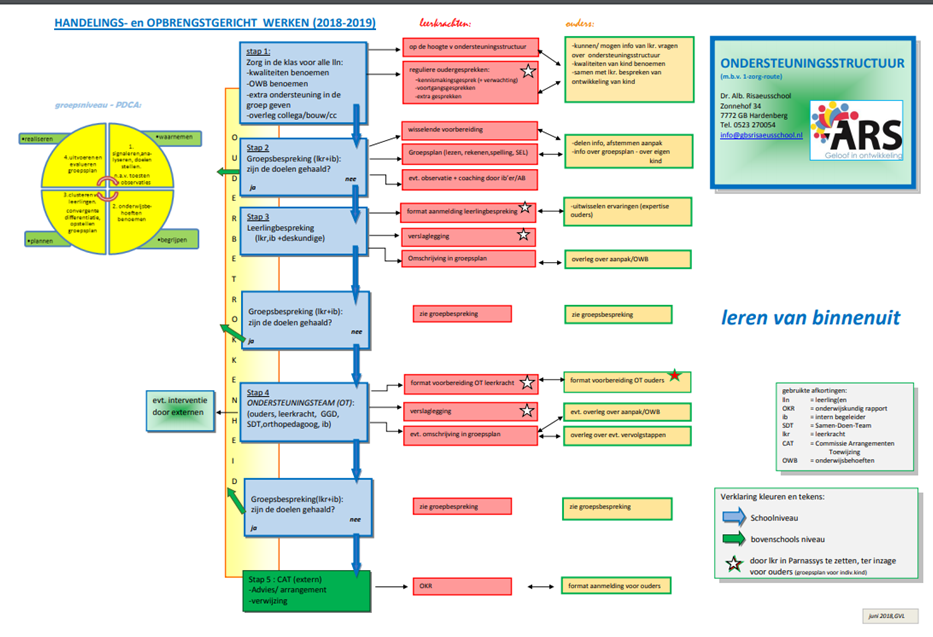 HANDELINGS- en OPBRENGSTGERICHT WERKEN (2018-2019)
leerkrachten:
ouders:
groepsniveau – PDCA:
•realiseren
•waarnemen
4.uitvoeren en
evalueren
groepsplan
1.
signaleren,ana-
lyseren, doelen
stellen.
n.a.v. toesten
observaties
3.clusteren v
leerlingen.
convergente
differentiatie,
opstellen
groepsplan
2. onderwijsbe-
hoeften
benoemen
•plannen
•begrijpen
OUDERBETROKKENHEID
stap 1:
Zorg in de klas voor alle lln:
-kwaliteiten benoemen
-OWB benoemen
-extra ondersteuning in de
groep geven
-overleg collega/bouw/cc
op de hoogte v ondersteuningsstructuur
reguliere oudergesprekken:
-kennismakingsgesprek (= verwachting)
-voortgangsgesprekken
-extra gesprekken
-kunnen/ mogen info van lkr. vragen
over ondersteuningsstructuur
-kwaliteiten van kind benoemen
-samen met lkr. bespreken van
ontwikkeling van kind
Stap 2
Groepsbespreking (lkr+ib):
zijn de doelen gehaald?
ja
nee
wisselende voorbereiding
Groepsplan (lezen, rekenen,spelling, SEL)
evt. observatie + coaching door ib'er/AB
-delen info, afstemmen aanpak
-info over groepsplan - over eigen
kind
Stap 3
Leerlingbespreking
(lkr,ib +deskundige)
format aanmelding leerlingbespreking
verslaglegging
Omschrijving in groepsplan
-uitwisselen ervaringen (expertise
ouders)
overleg over aanpak/OWB
Groepsbespreking (lkr+ib):
zijn de doelen gehaald?
nee
ja
zie groepbespreking
zie groepsbespreking
evt. interventie
door externen
Stap 4
ONDERSTEUNINGSTEAM (OT):
(ouders, leerkracht, GGD,
SDT,orthopedagoog, ib)
format voorbereiding OT leerkracht
verslaglegging
evt. omschrijving in groepsplan
format voorbereiding OT ouders
evt. overleg over aanpak/OWB
overleg over evt. vervolgstappen
Groepsbespreking(lkr+ib):
zijn de doelen gehaald?
nee
ja
zie groepbespreking
zie groepsbespreking
Stap 5 : CAT (extern)
-Advies/ arrangement
-verwijzing
OKR
format aanmelding voor ouders
ONDERSTEUNINGSSTRUCTUUR
(m.b.v. 1-zorg-route)
Dr. Alb. Risaeusschool
Zonnehof 34
7772 GB Hardenberg
Tel. 0523 270054
info@gbsrisaeusschool.nl
ARS
Geloof in ontwikkeling
leren van binnenuit
gebruikte afkortingen:
lln = leerling(en
OKR = onderwijskundig rapport
ib = intern begeleider
SDT = Samen-Doen-Team
lkr = leerkracht
CAT = Commissie Arrangementen
Toewijzing
OWB = onderwijsbehoeften
Verklaring kleuren en tekens:
Schoolniveau
bovenschools niveau
door lkr in Parnassys te zetten, ter inzage
voor ouders (groepsplan voor indiv.kind)
juni 2018,GVL